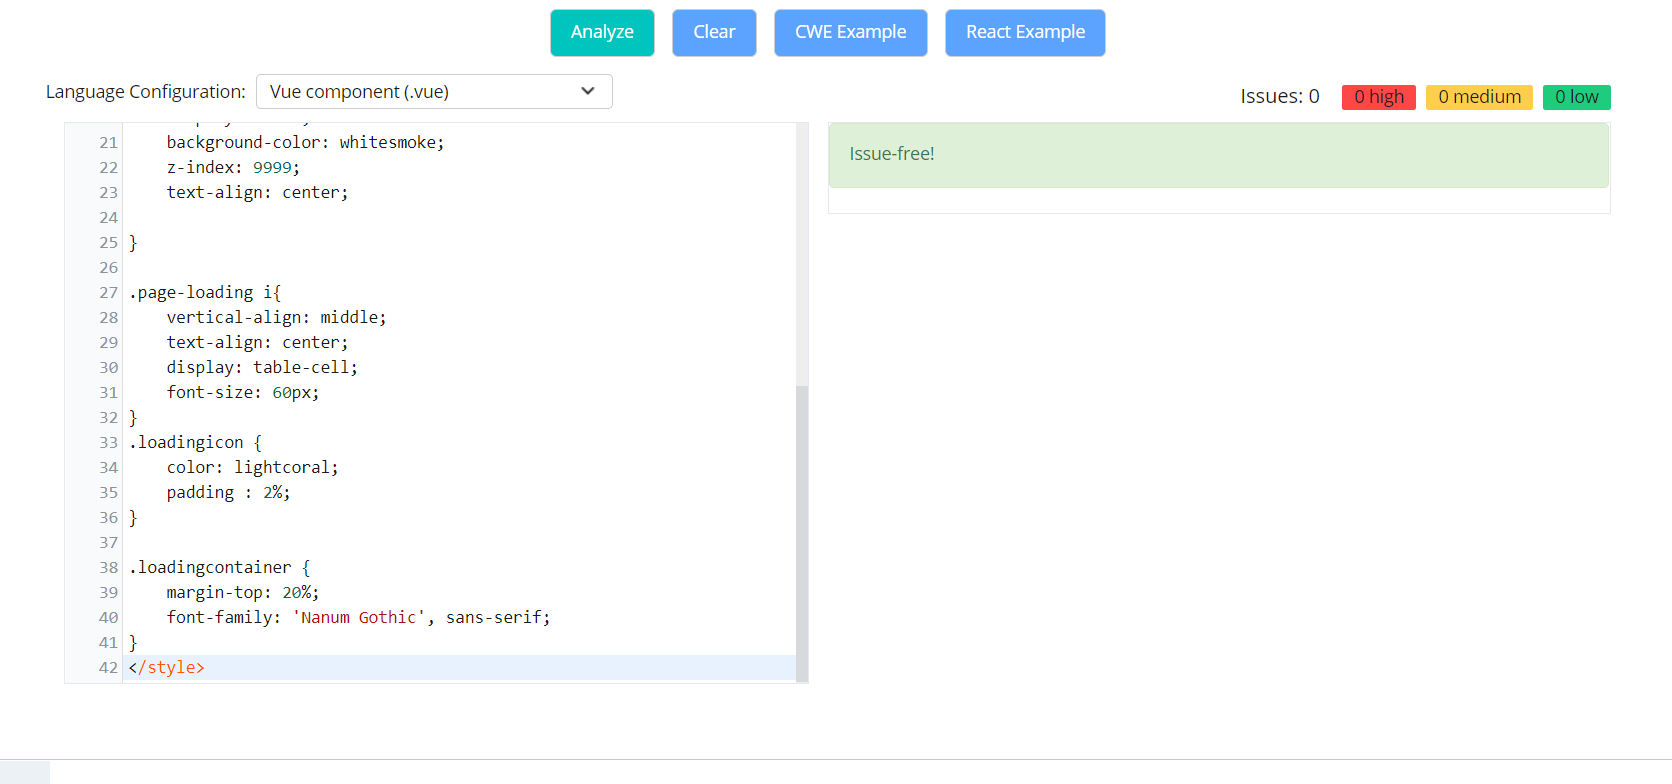 Analyze Clear CWE Example React Example
Language Configuration: Vue component (.vue)
Issues: 0 0 high 0 medium 0 low
21 background-color: whitesmoke;
22 z-index: 9999;
23 text-align: center;
24
25 }
26
27 .page-loading i{
28 vertical-align: middle;
29 text-align: center;
30 display: table-cell;
31 font-size: 60px;
32 }
33 .loadingicon {
34 color: lightcoral;
35 padding : 2%;
36 }
37
38 .loadingcontainer {
39 margin-top: 20%;
40 font-family: 'Nanum Gothic', sans-serif;
41 }
42 </style>
Issue-free!